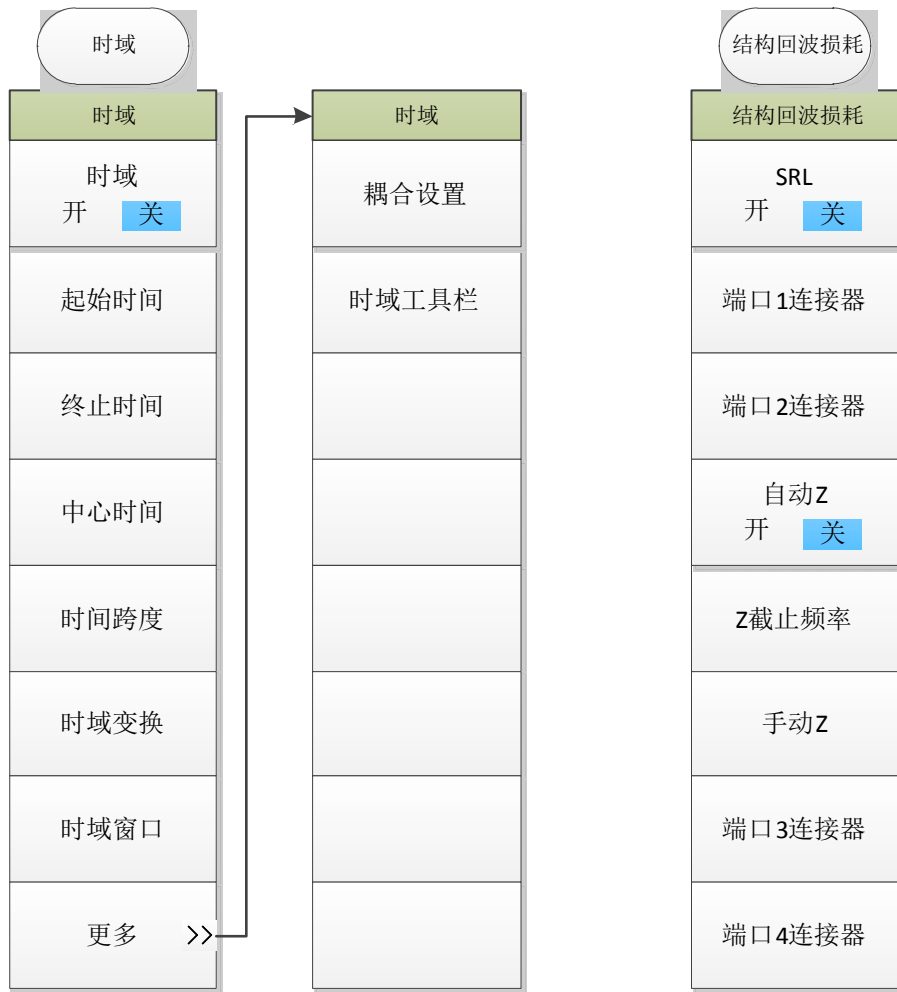 时域
时域
时域
开 关
起始时间
终止时间
中心时间
时间跨度
时域变换
时域窗口
更多 >>
时域
耦合设置
时域工具栏
结构回波损耗
结构回波损耗
SRL
开 关
端口1连接器
端口2连接器
自动Z
开 关
Z截止频率
手动Z
端口3连接器
端口4连接器